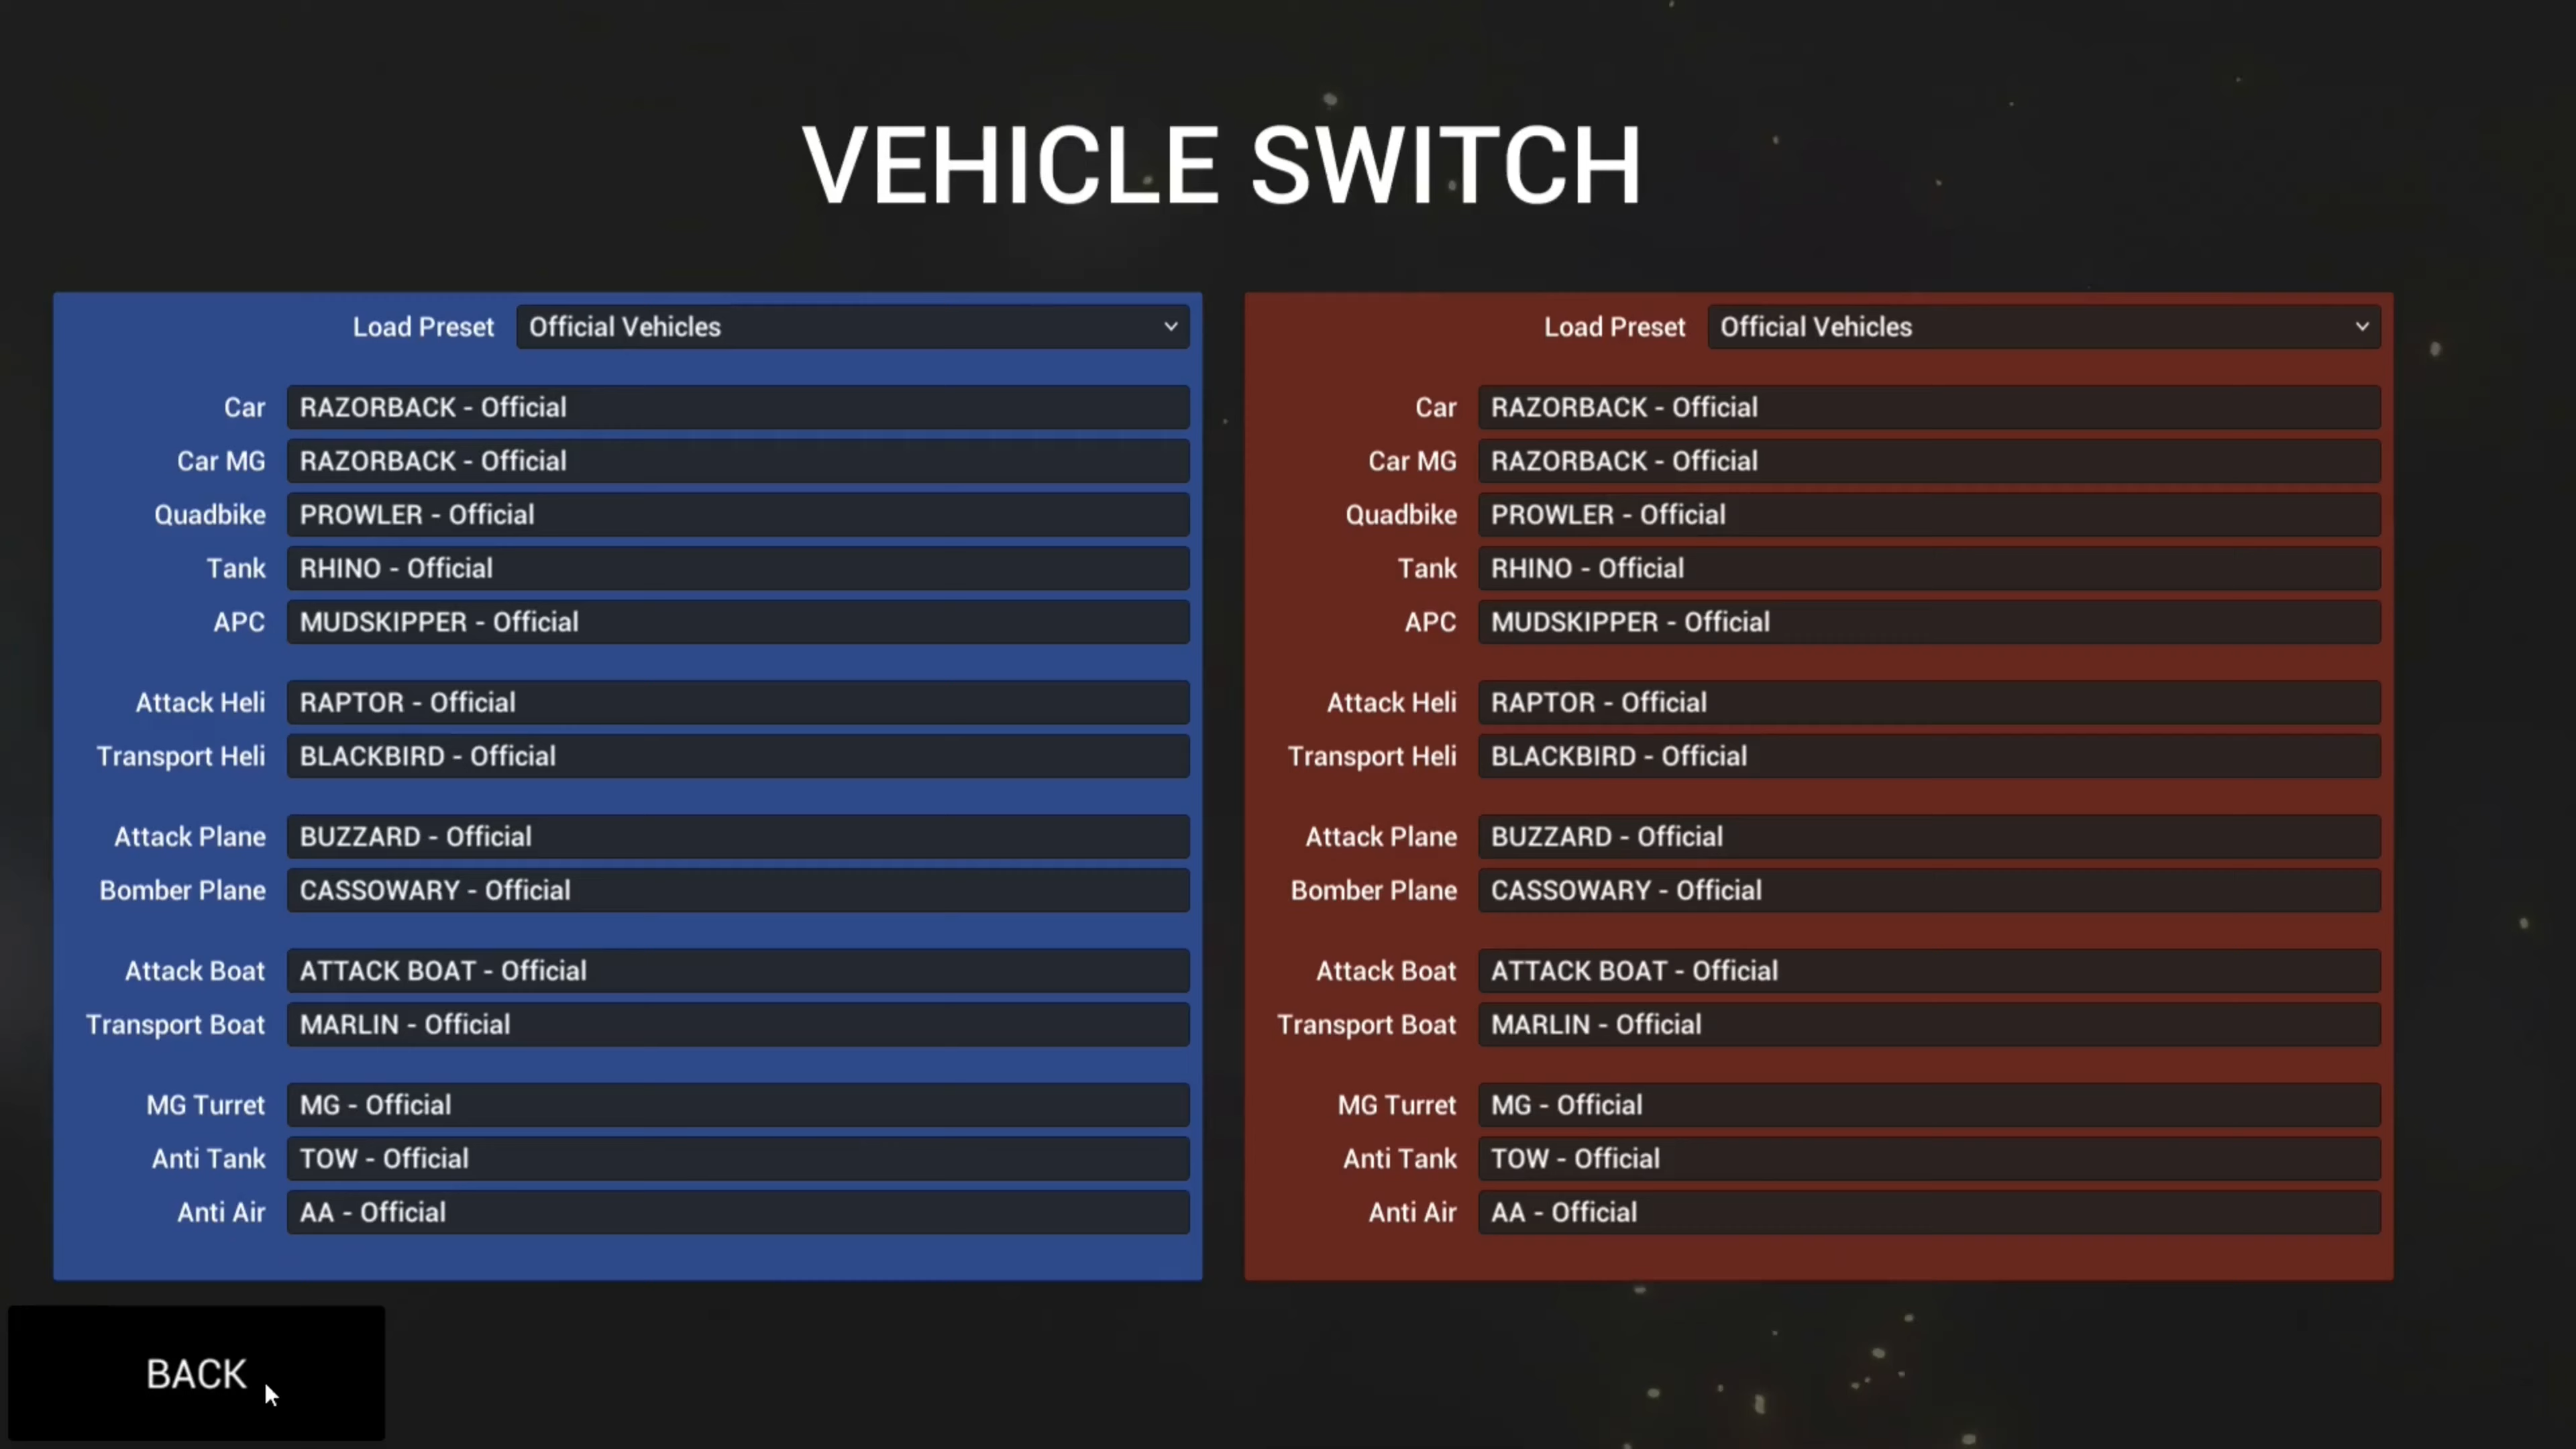 VEHICLE SWITCH
Load Preset Official Vehicles
Car RAZORBACK - Official
Car MG RAZORBACK - Official
Quadbike PROWLER - Official
Tank RHINO - Official
APC MUDSKIPPER - Official
Attack Heli RAPTOR - Official
Transport Heli BLACKBIRD - Official
Attack Plane BUZZARD - Official
Bomber Plane CASSOWARY - Official
Attack Boat ATTACK BOAT - Official
Transport Boat MARLIN - Official
MG Turret MG - Official
Anti Tank TOW - Official
Anti Air AA - Official
Load Preset Official Vehicles
Car RAZORBACK - Official
Car MG RAZORBACK - Official
Quadbike PROWLER - Official
Tank RHINO - Official
APC MUDSKIPPER - Official
Attack Heli RAPTOR - Official
Transport Heli BLACKBIRD - Official
Attack Plane BUZZARD - Official
Bomber Plane CASSOWARY - Official
Attack Boat ATTACK BOAT - Official
Transport Boat MARLIN - Official
MG Turret MG - Official
Anti Tank TOW - Official
Anti Air AA - Official
BACK